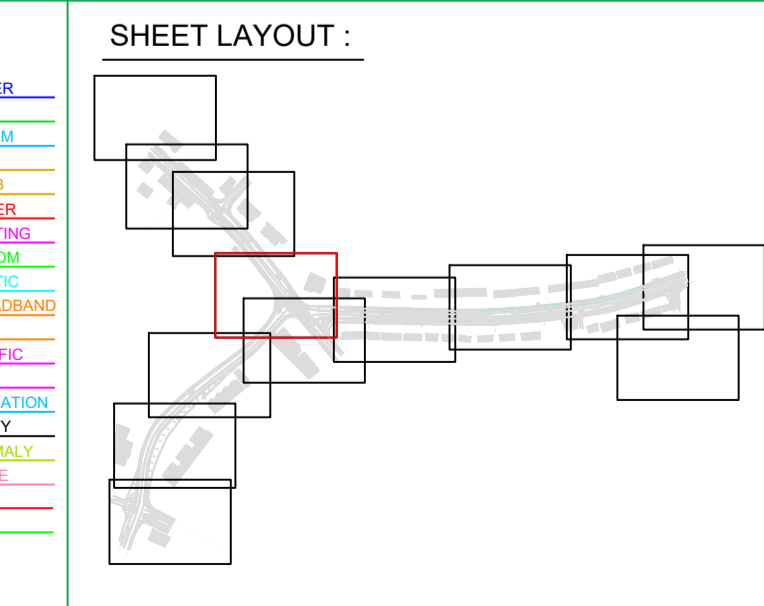 SHEET LAYOUT :
ER
M
B
ER
TING
OM
TIC
ADBAND
FIC
ATION
Y
MALY
E